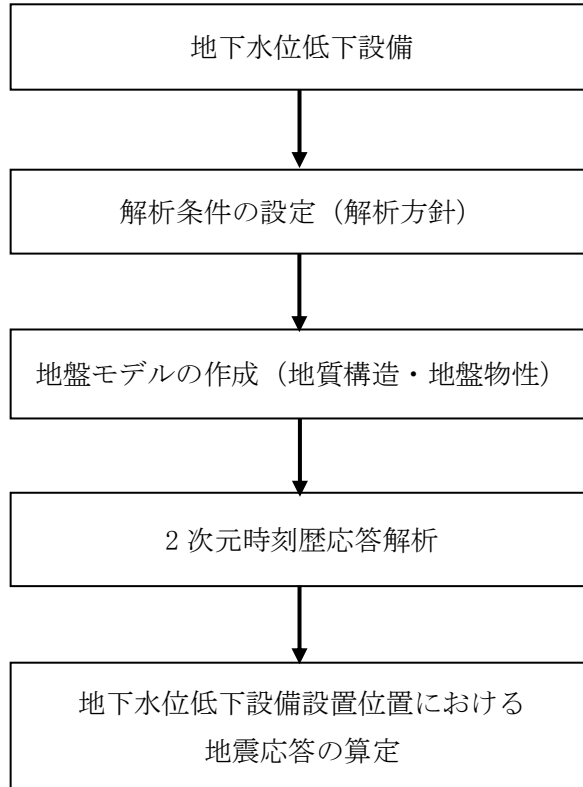 地下水位低下設備
解析条件の設定（解析方針）
地盤モデルの作成（地質構造・地盤物性）
2 次元時刻歴応答解析
地下水位低下設備設置位置における
地震応答の算定